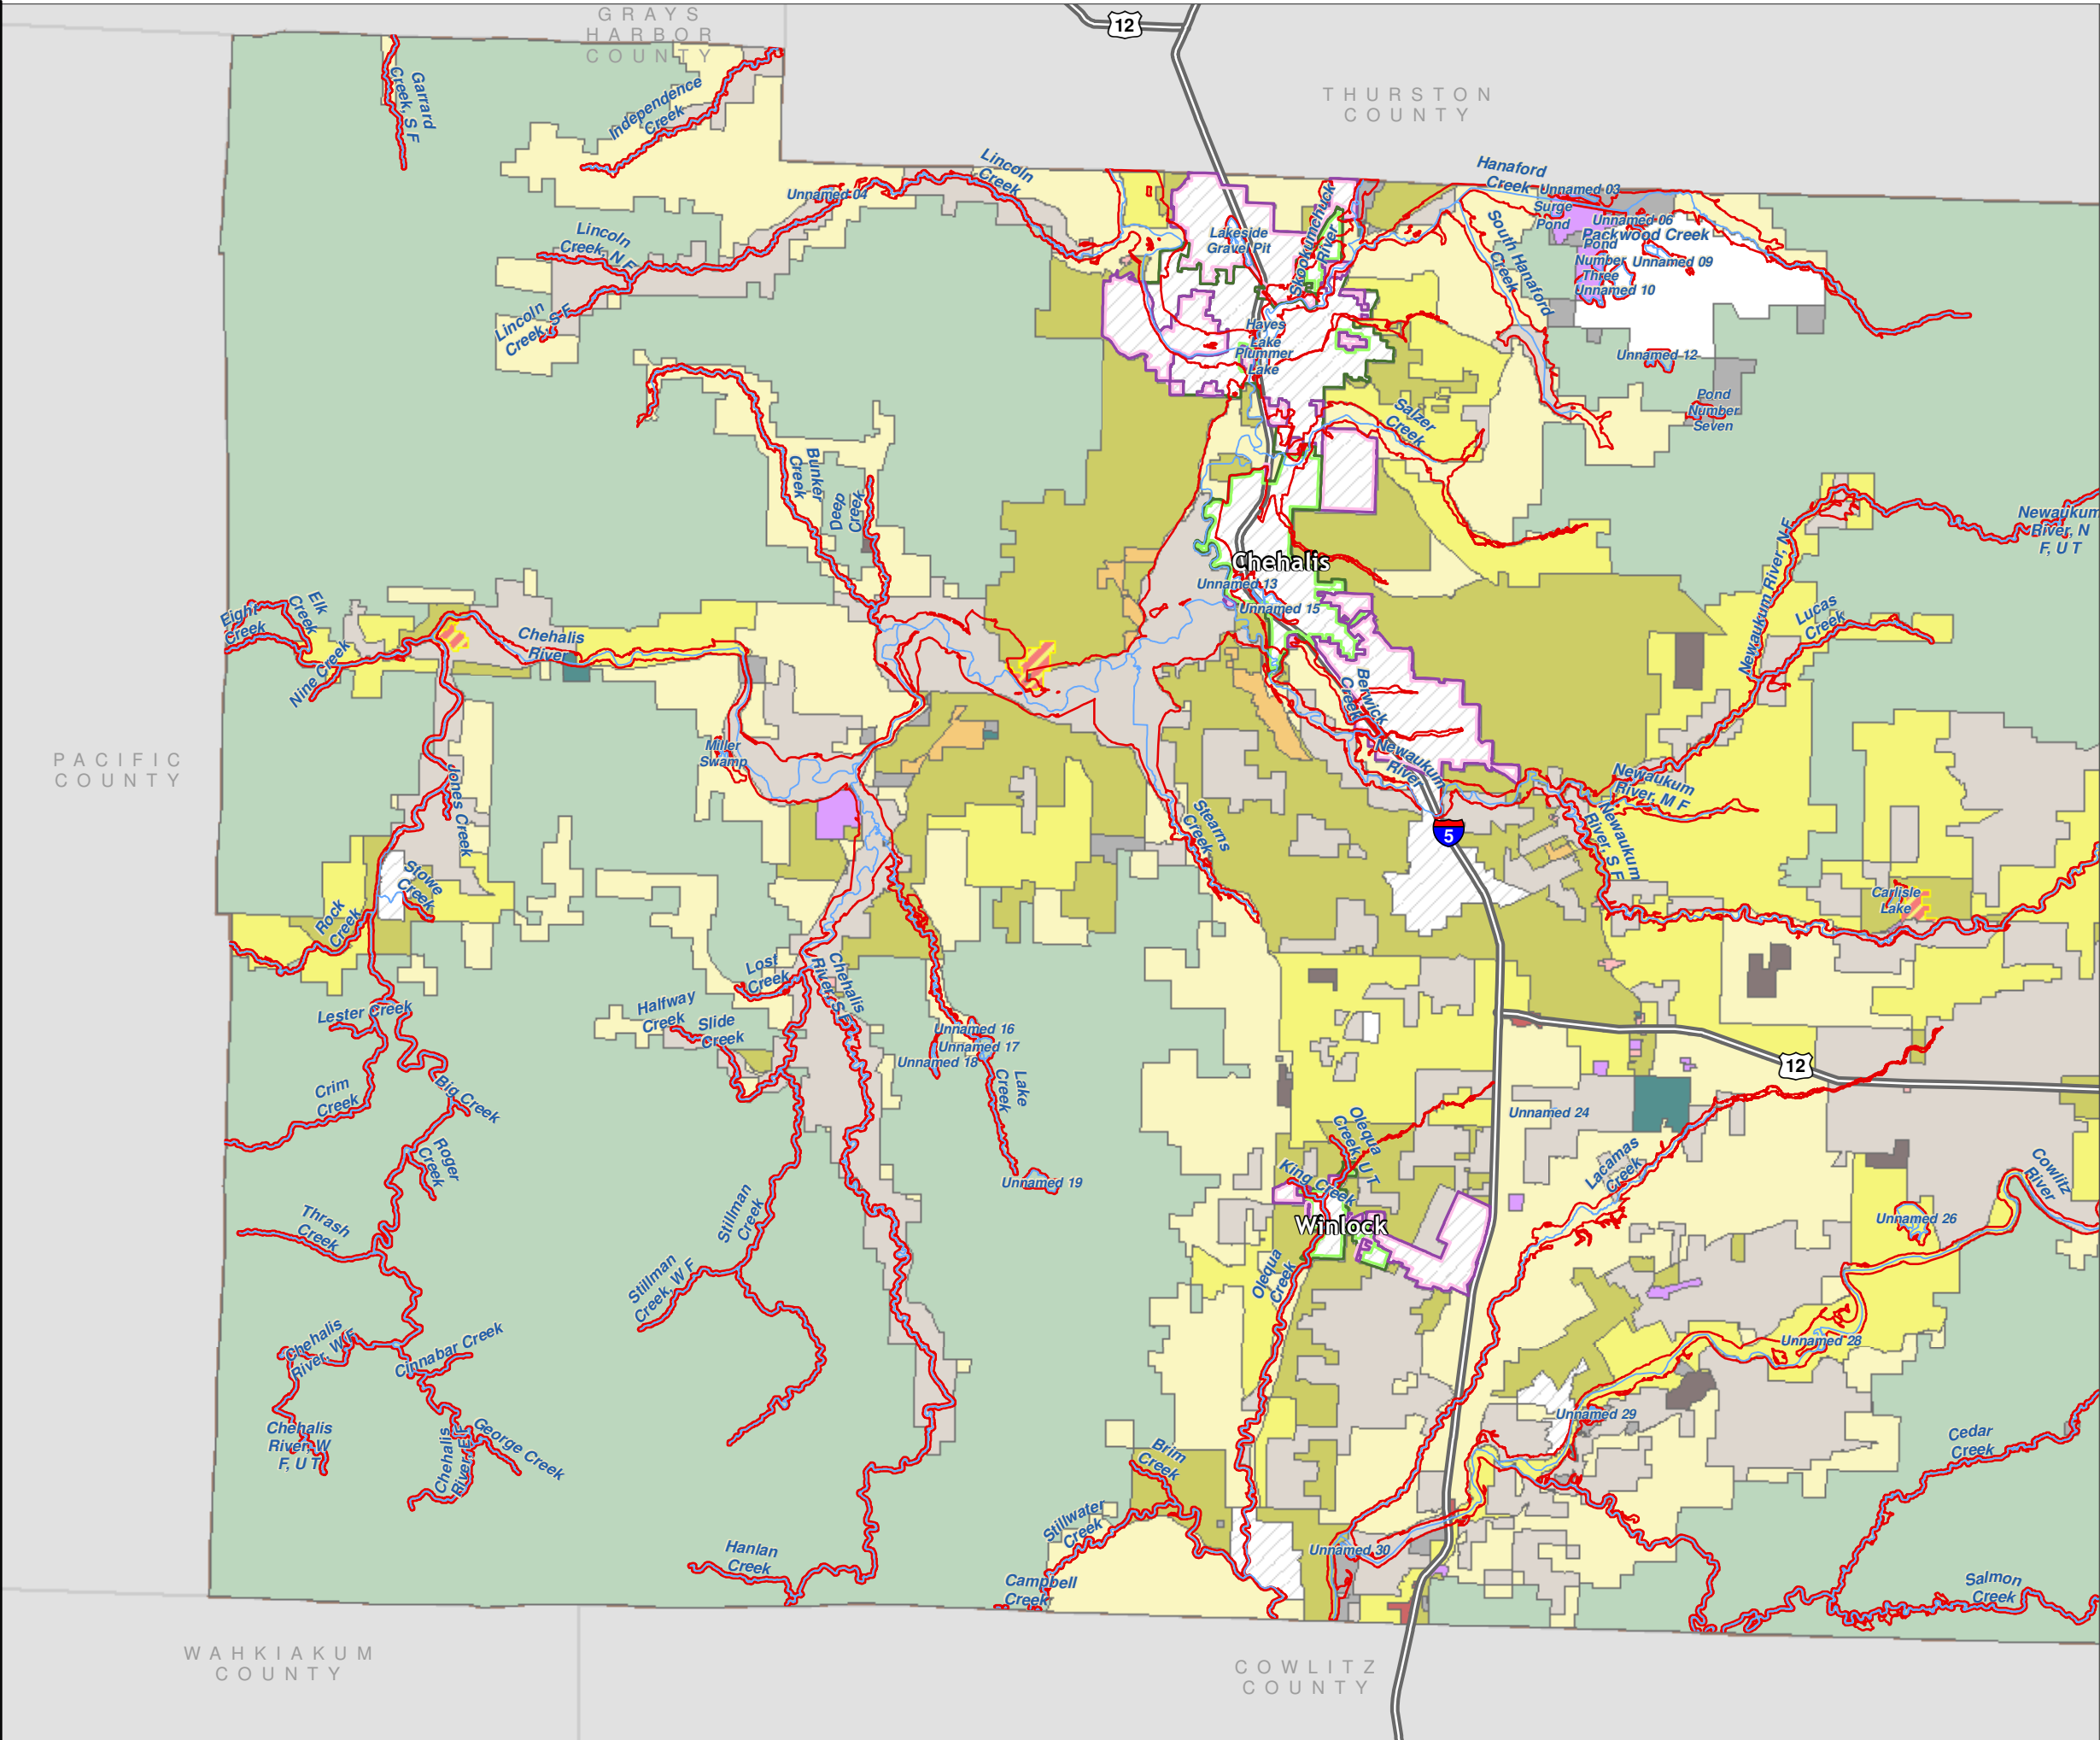 GRAYS
HARBOR
COUNTY
12
THURSTON
COUNTY
Garrard
Creek, S F
Independence
Creek
Lincoln
Creek
Unnamed 04
Lincoln
Creek, N F
Lincoln
Creek, S F
Hanaford
Creek
Unnamed 03
Surge
Pond
Unnamed 06
Packwood Creek
Pond
Number
Three
Unnamed 09
Unnamed 10
South Hanaford
Creek
Skookumchuck
River
Lakeside
Gravel Pit
Hayes
Lake
Plummer
Lake
Unnamed 12
Pond
Number
Seven
Salzer
Creek
Bunker
Creek
Deep
Creek
Newaukum
River, N
F, U T
Newaukum River, N F
Lucas
Creek
Chehalis
Unnamed 13
Unnamed 15
Eight
Creek
Elk
Creek
Nine Creek
Chehalis
River
Berwick
Creek
Newaukum
River
Newaukum
River, M F
Newaukum
River, S F
PACIFIC
COUNTY
Miller
Swamp
Jones Creek
Stearns
Creek
5
Stowe
Creek
Rock
Creek
Carlisle
Lake
Lost
Creek
Chehalis
River, S F
Halfway
Creek
Slide
Creek
Lester Creek
Unnamed 16
Unnamed 17
Unnamed 18
Lake
Creek
Crim
Creek
Big Creek
Roger
Creek
12
Unnamed 24
Olequa
Creek, U T
King Creek
Lacamas
Creek
Cowlitz
River
Unnamed 19
Winlock
Unnamed 26
Thrash
Creek
Stillman
Creek
Stillman
Creek, W F
Olequa
Creek
Unnamed 28
Chehalis
River, W F
Cinnabar Creek
Chehalis
River, W
F, U T
Chehalis
River, E F
George Creek
Unnamed 29
Cedar
Creek
Brim
Creek
Stillwater
Creek
Hanlan
Creek
Campbell
Creek
Unnamed 30
Salmon
Creek
WAHKIAKUM
COUNTY
COWLITZ
COUNTY